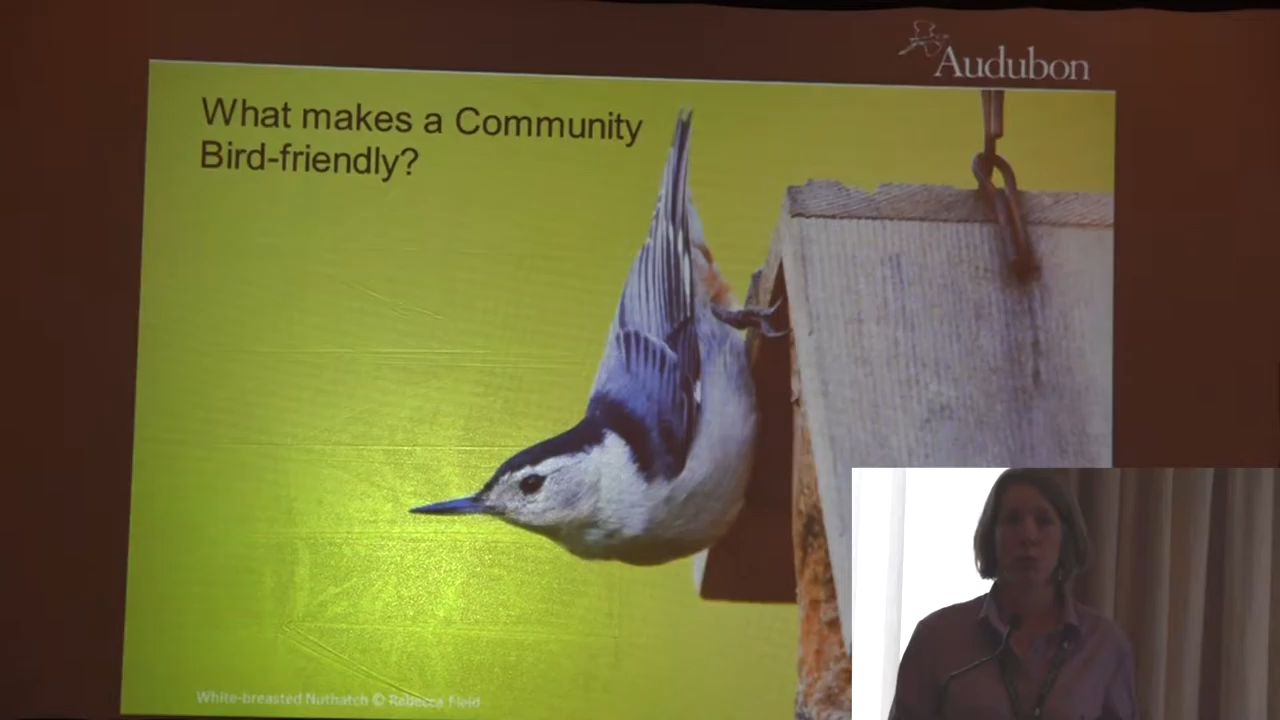 Audubon
What makes a Community
Bird-friendly?
White-breasted Nuthatch © Rebecca Field